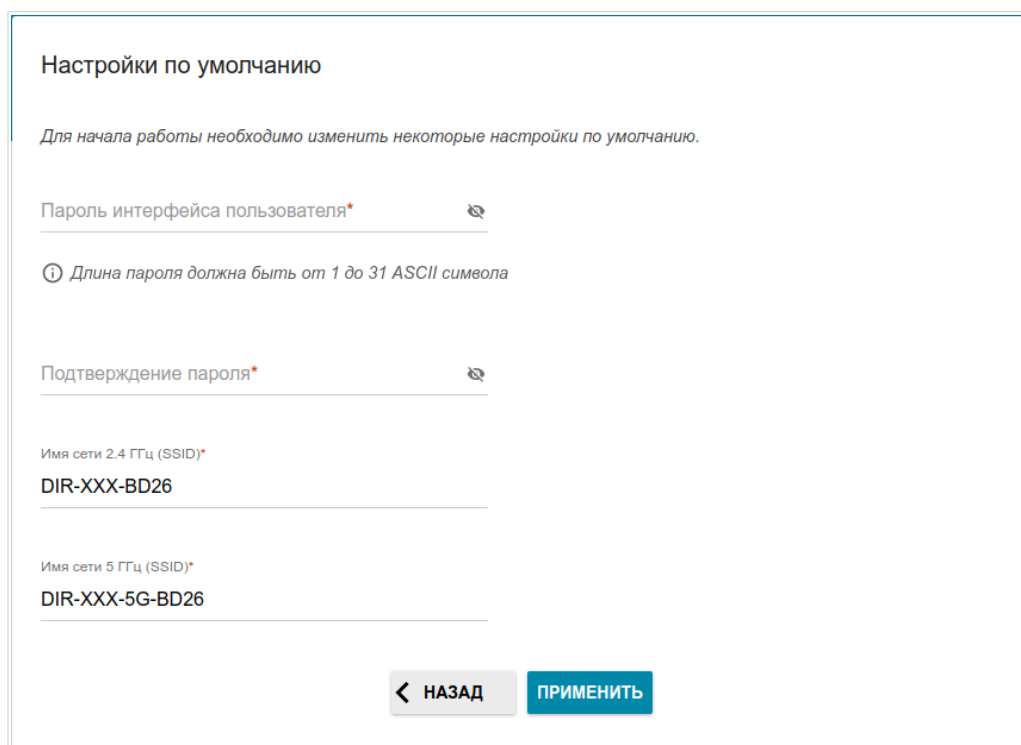 Настройки по умолчанию
Для начала работы необходимо изменить некоторые настройки по умолчанию.
Пароль интерфейса пользователя*
Длина пароля должна быть от 1 до 31 ASCII символа
Подтверждение пароля*
Имя сети 2.4 ГГц (SSID)*
DIR-XXX-BD26
Имя сети 5 ГГц (SSID)*
DIR-XXX-5G-BD26
НАЗАД
ПРИМЕНИТЬ